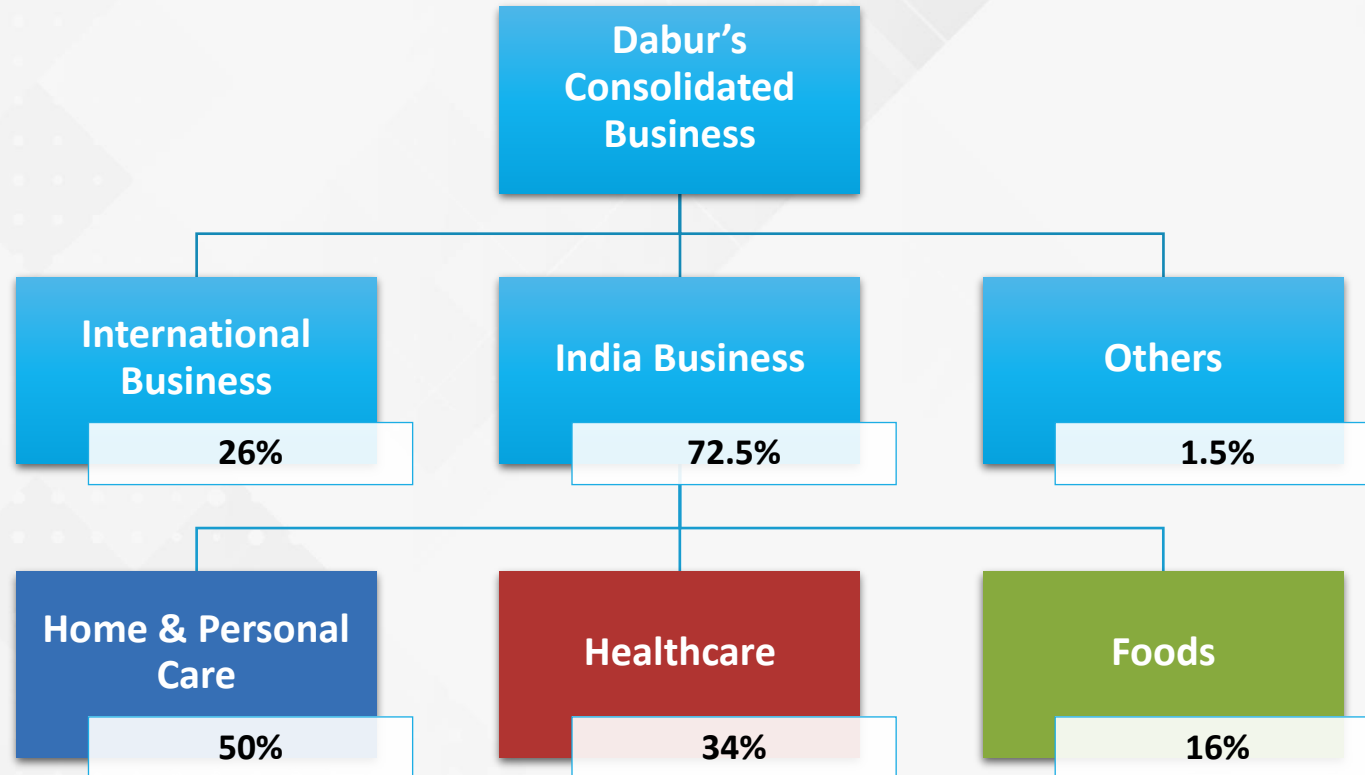 Dabur’s
Consolidated
Business
International
Business
26%
India Business
72.5%
Others
1.5%
Home & Personal
Care
50%
Healthcare
34%
Foods
16%